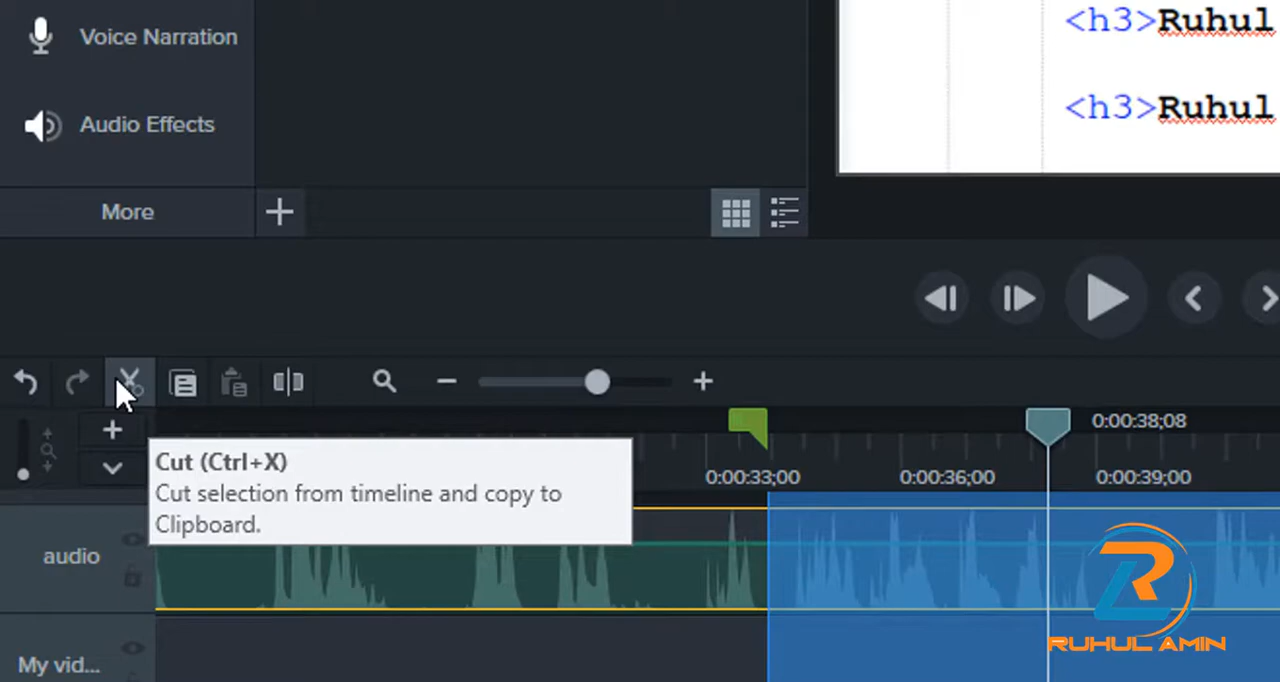 Voice Narration
<h3>Ruhul
<h3>Ruhul
Audio Effects
More
0:00:38;08
Cut (Ctrl+X)
Cut selection from timeline and copy to
Clipboard.
0:00:33;00
0:00:36;00
0:00:39;00
audio
RUHUL AMIN
My vid...